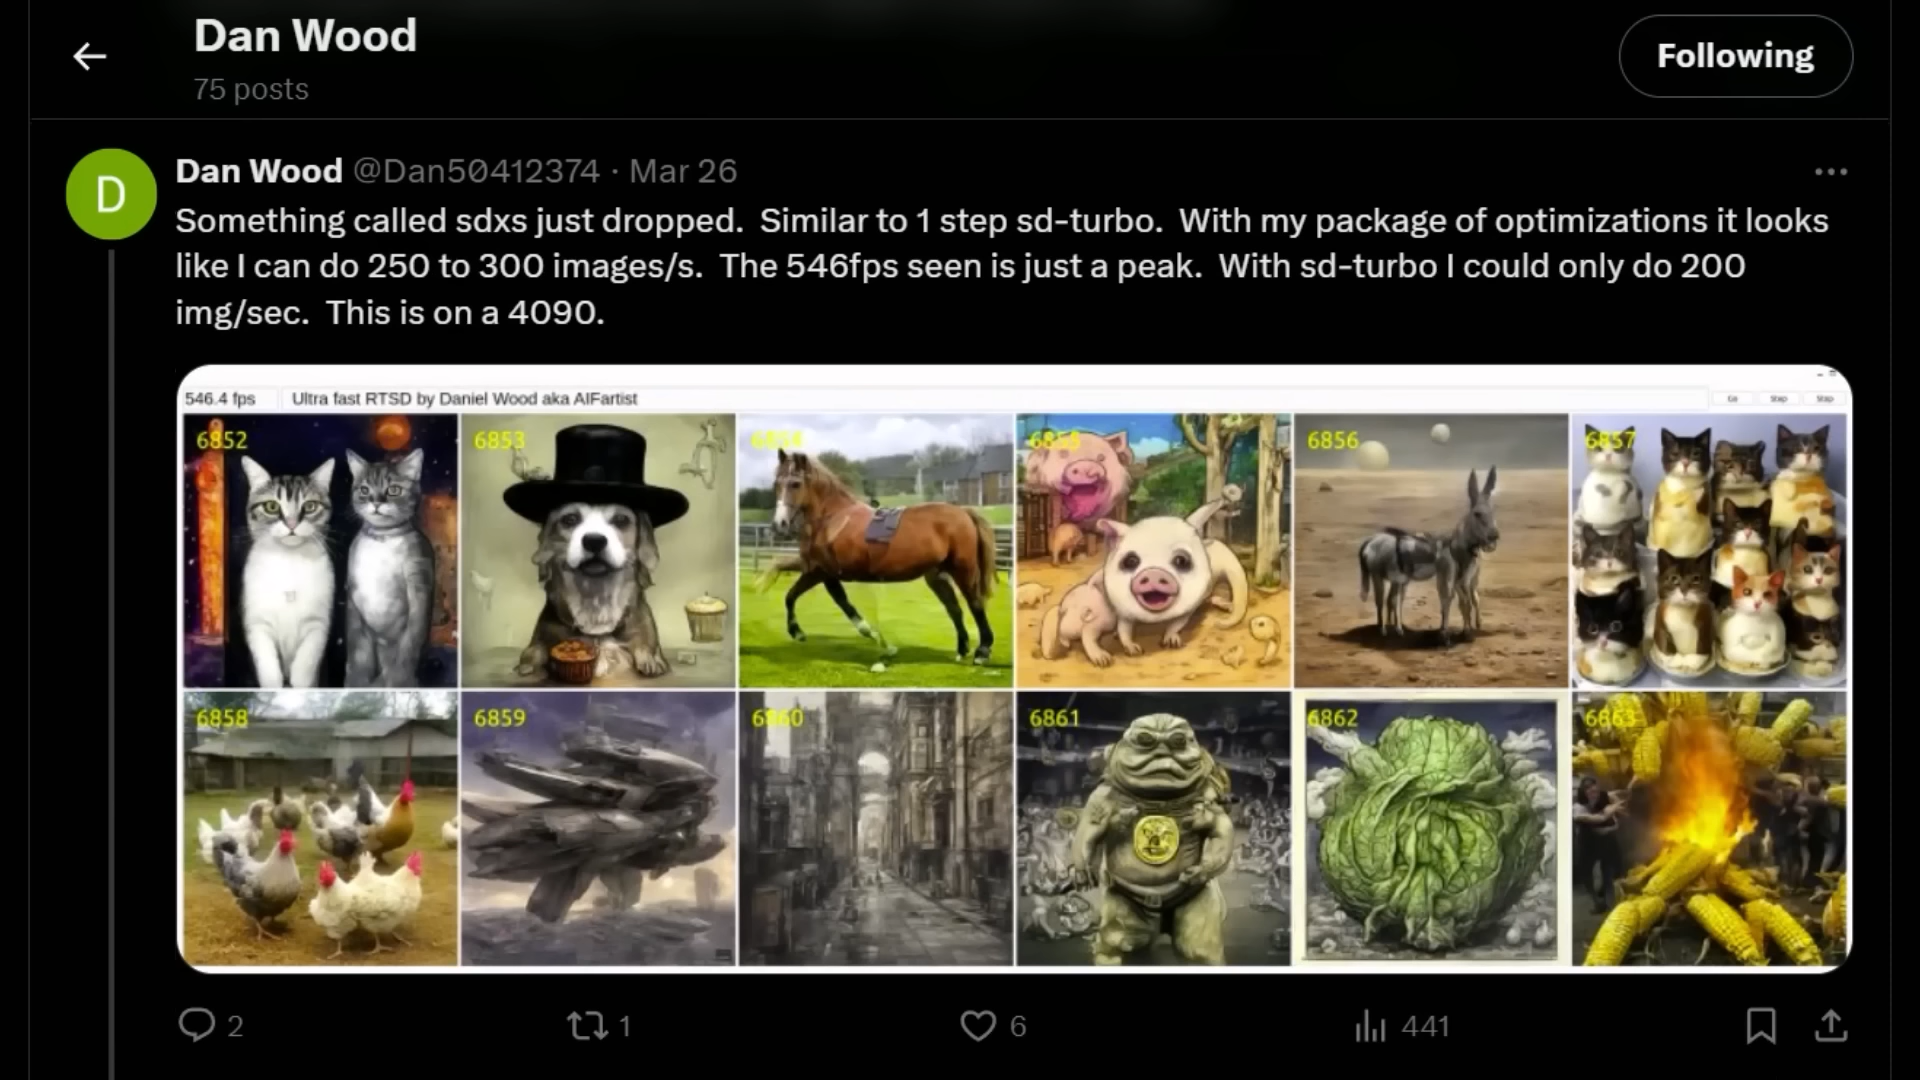 Dan Wood
75 posts
Following
D
Dan Wood @Dan50412374 · Mar 26
Something called sdxs just dropped.  Similar to 1 step sd-turbo.  With my package of optimizations it looks
like I can do 250 to 300 images/s.  The 546fps seen is just a peak.  With sd-turbo I could only do 200
img/sec.  This is on a 4090.
546.4 fps Ultra fast RTSD by Daniel Wood aka AIFartist Go Step Stop
6852 6853 6854 6855 6856 6857
6858 6859 6860 6861 6862 6863
2 1 6 441